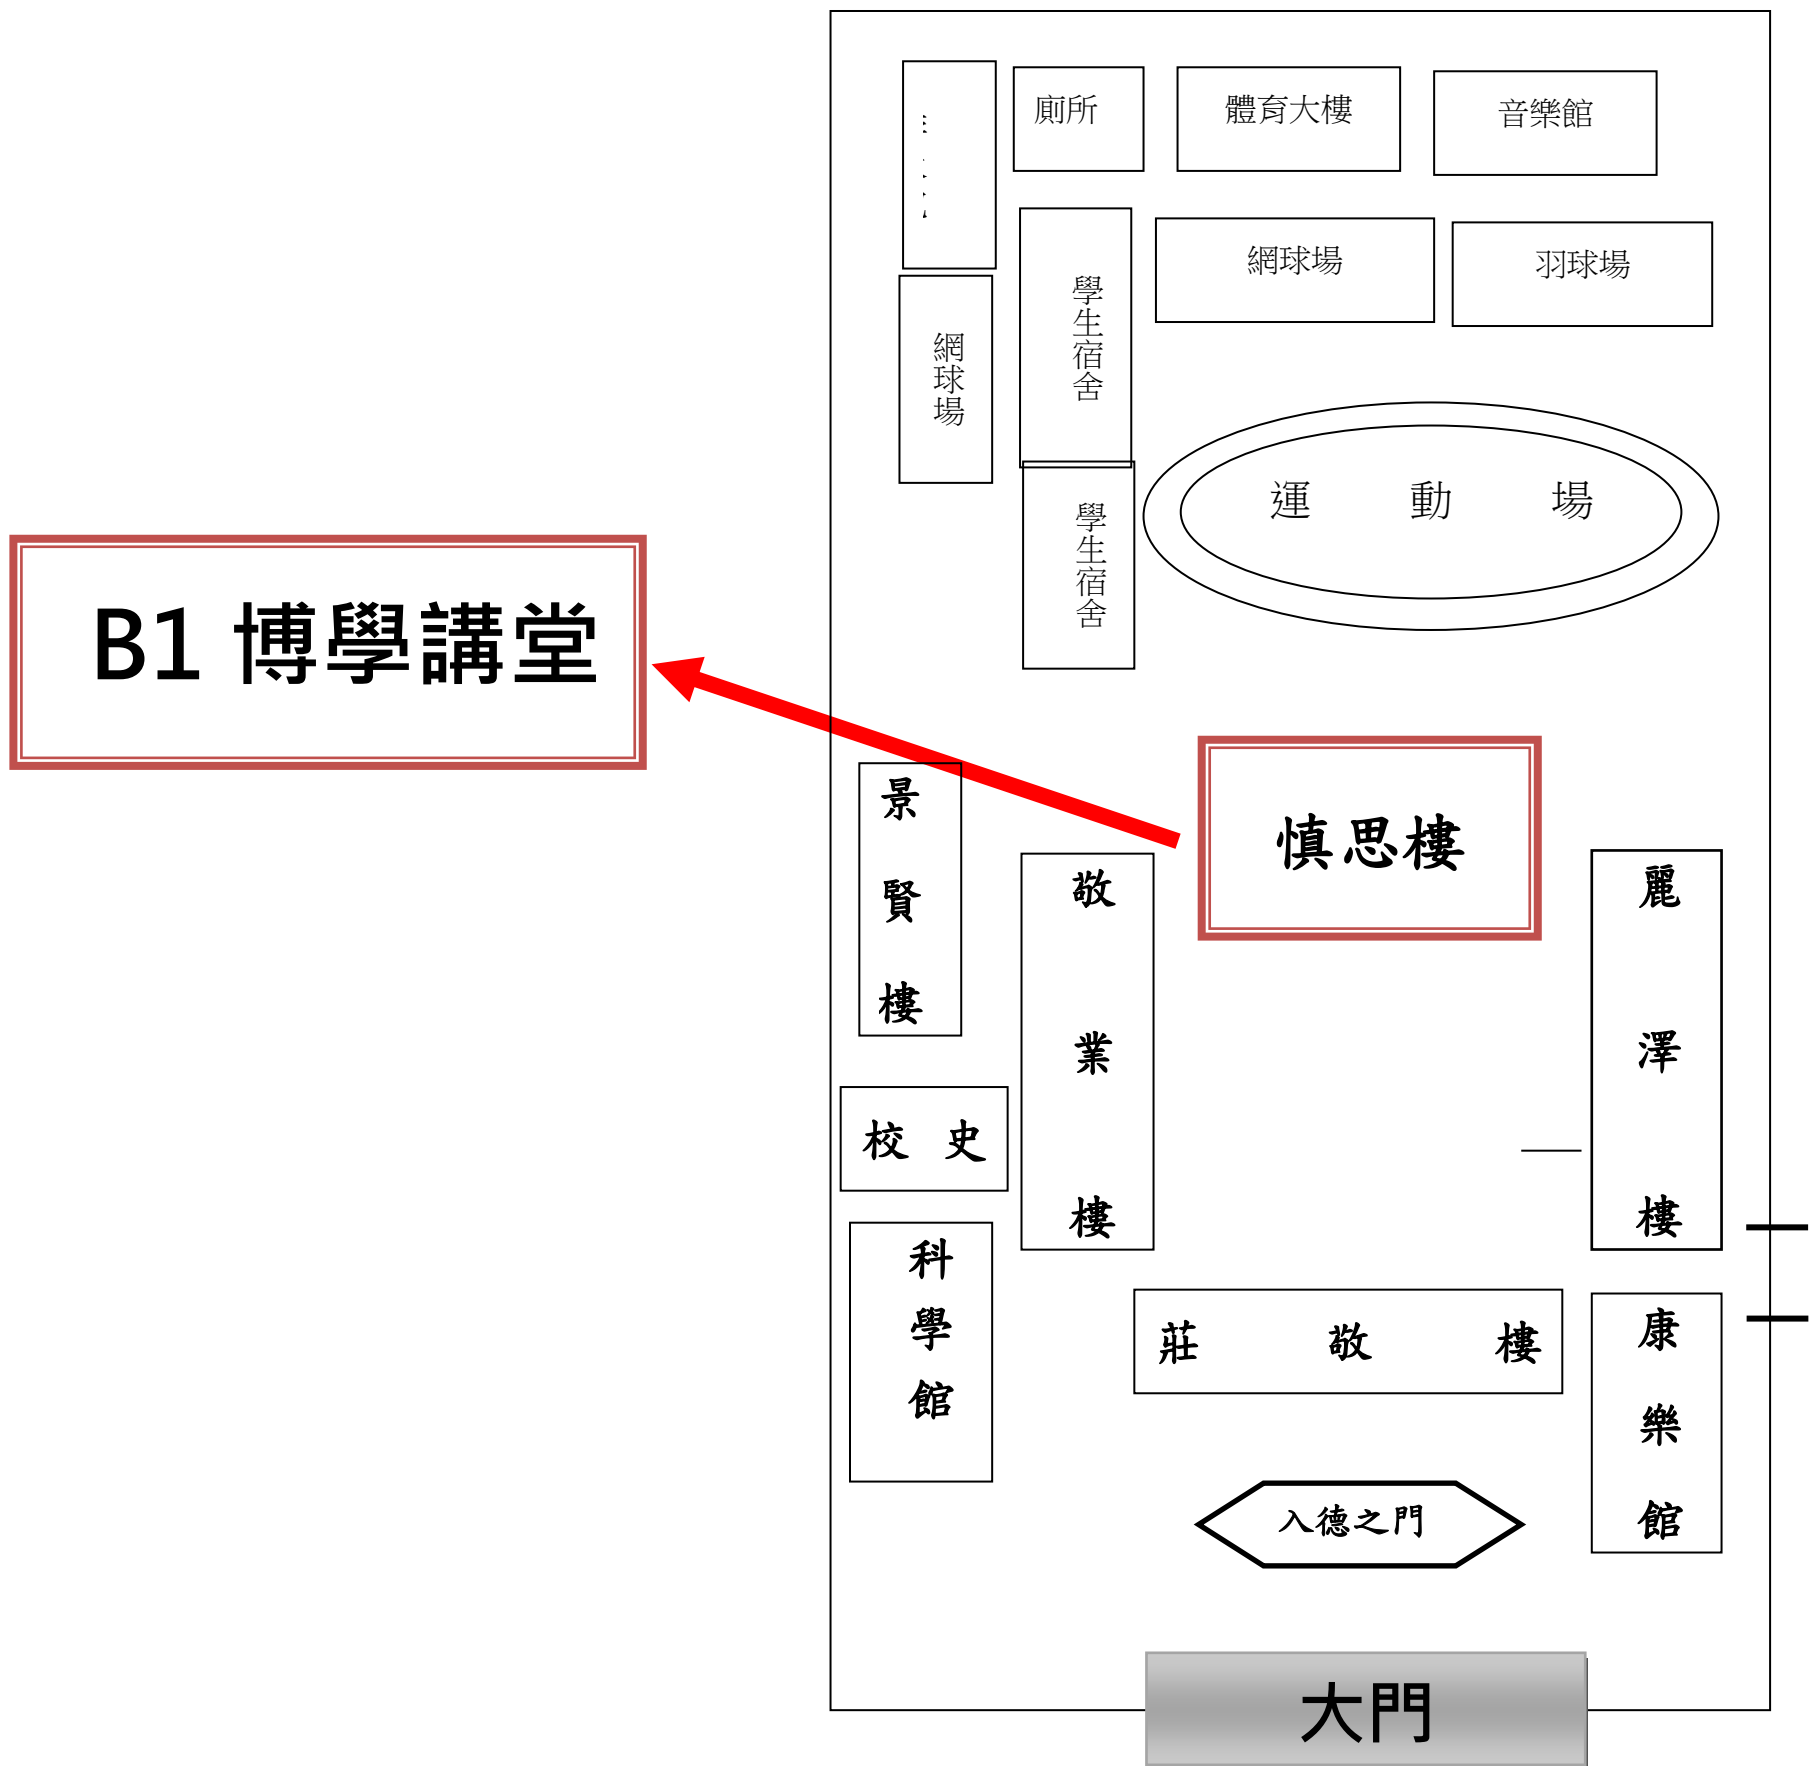 廁所
體育大樓
音樂館
網球場
羽球場
學生宿舍
網球場
運動場
學生宿舍
B1 博學講堂
慎思樓
景賢樓
敬業樓
麗澤樓
校史
科學館
莊敬樓
康樂館
入德之門
大門